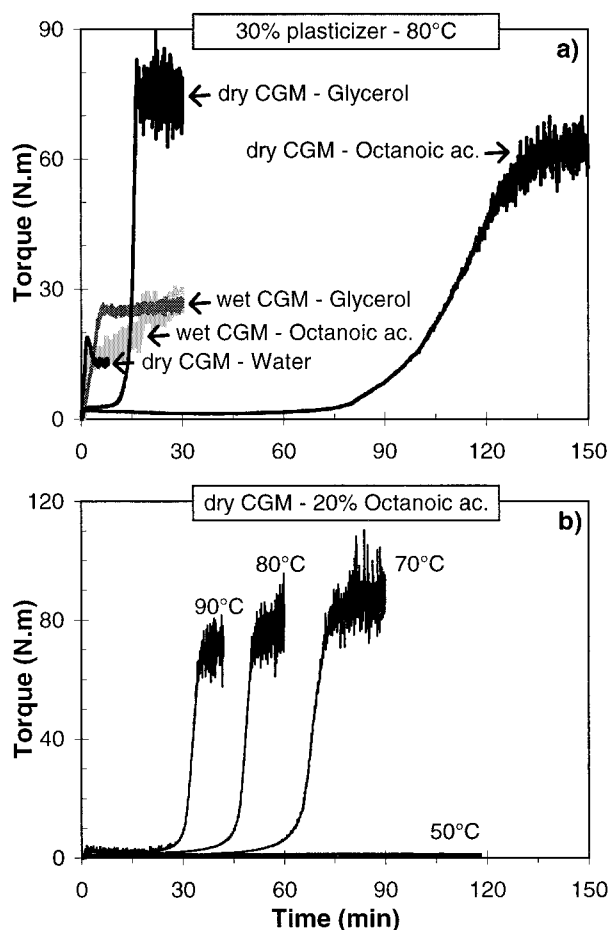 30% plasticizer - 80°C
a)
90
60
30
0
Torque (N.m)
dry CGM - Glycerol
dry CGM - Octanoic ac.
wet CGM - Glycerol
wet CGM - Octanoic ac.
dry CGM - Water
0 30 60 90 120 150
dry CGM - 20% Octanoic ac.
b)
120
80
40
0
Torque (N.m)
90°C
80°C
70°C
50°C
0 30 60 90 120 150
Time (min)